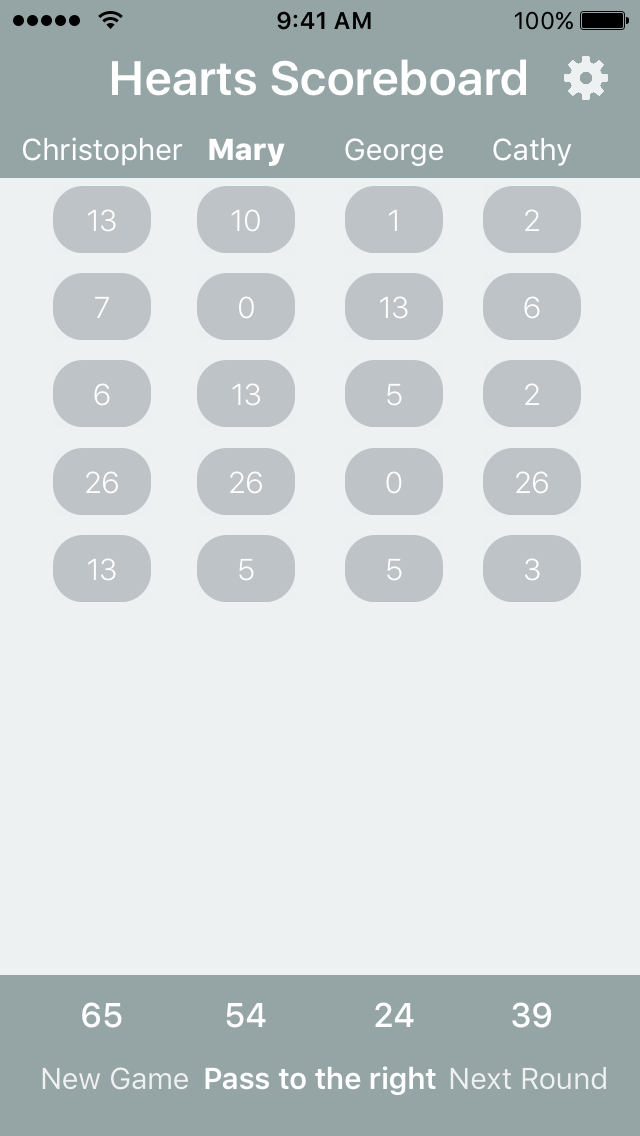 9:41 AM 100%
Hearts Scoreboard
Christopher Mary George Cathy
13 10 1 2
7 0 13 6
6 13 5 2
26 26 0 26
13 5 5 3
65 54 24 39
New Game Pass to the right Next Round